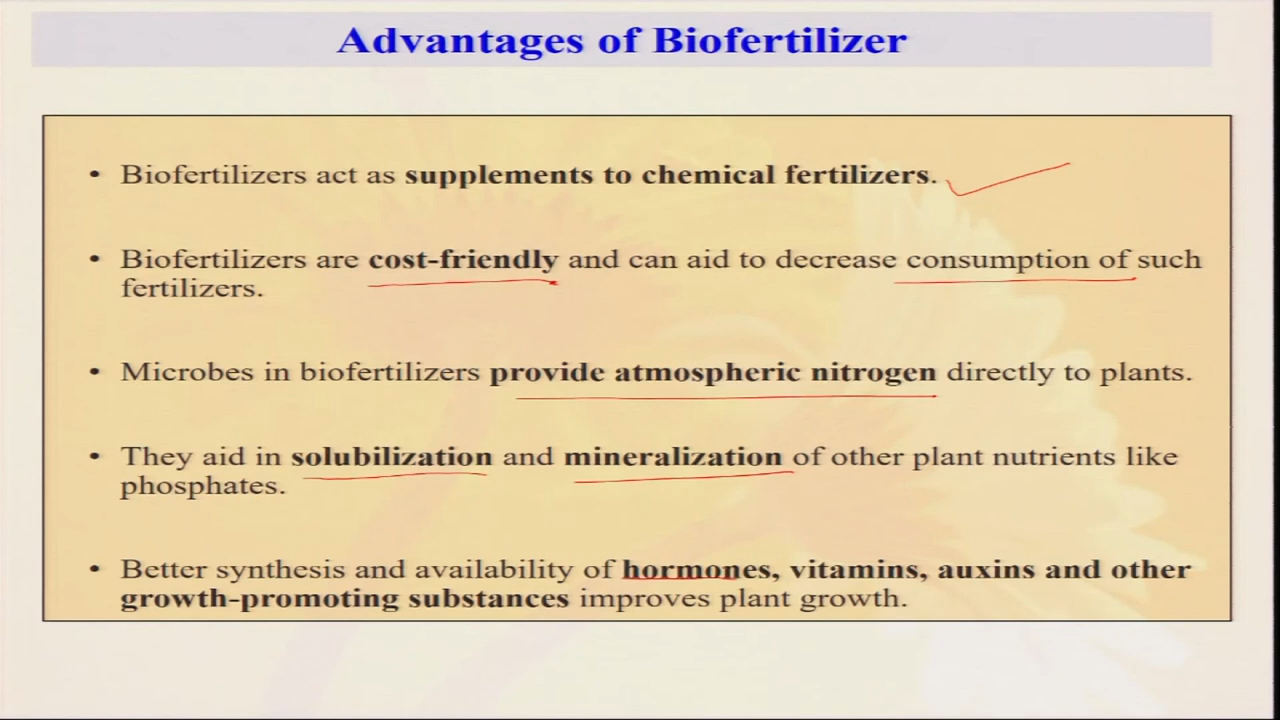 Advantages of Biofertilizer
• Biofertilizers act as supplements to chemical fertilizers.
• Biofertilizers are cost-friendly and can aid to decrease consumption of such
fertilizers.
• Microbes in biofertilizers provide atmospheric nitrogen directly to plants.
• They aid in solubilization and mineralization of other plant nutrients like
phosphates.
• Better synthesis and availability of hormones, vitamins, auxins and other
growth-promoting substances improves plant growth.